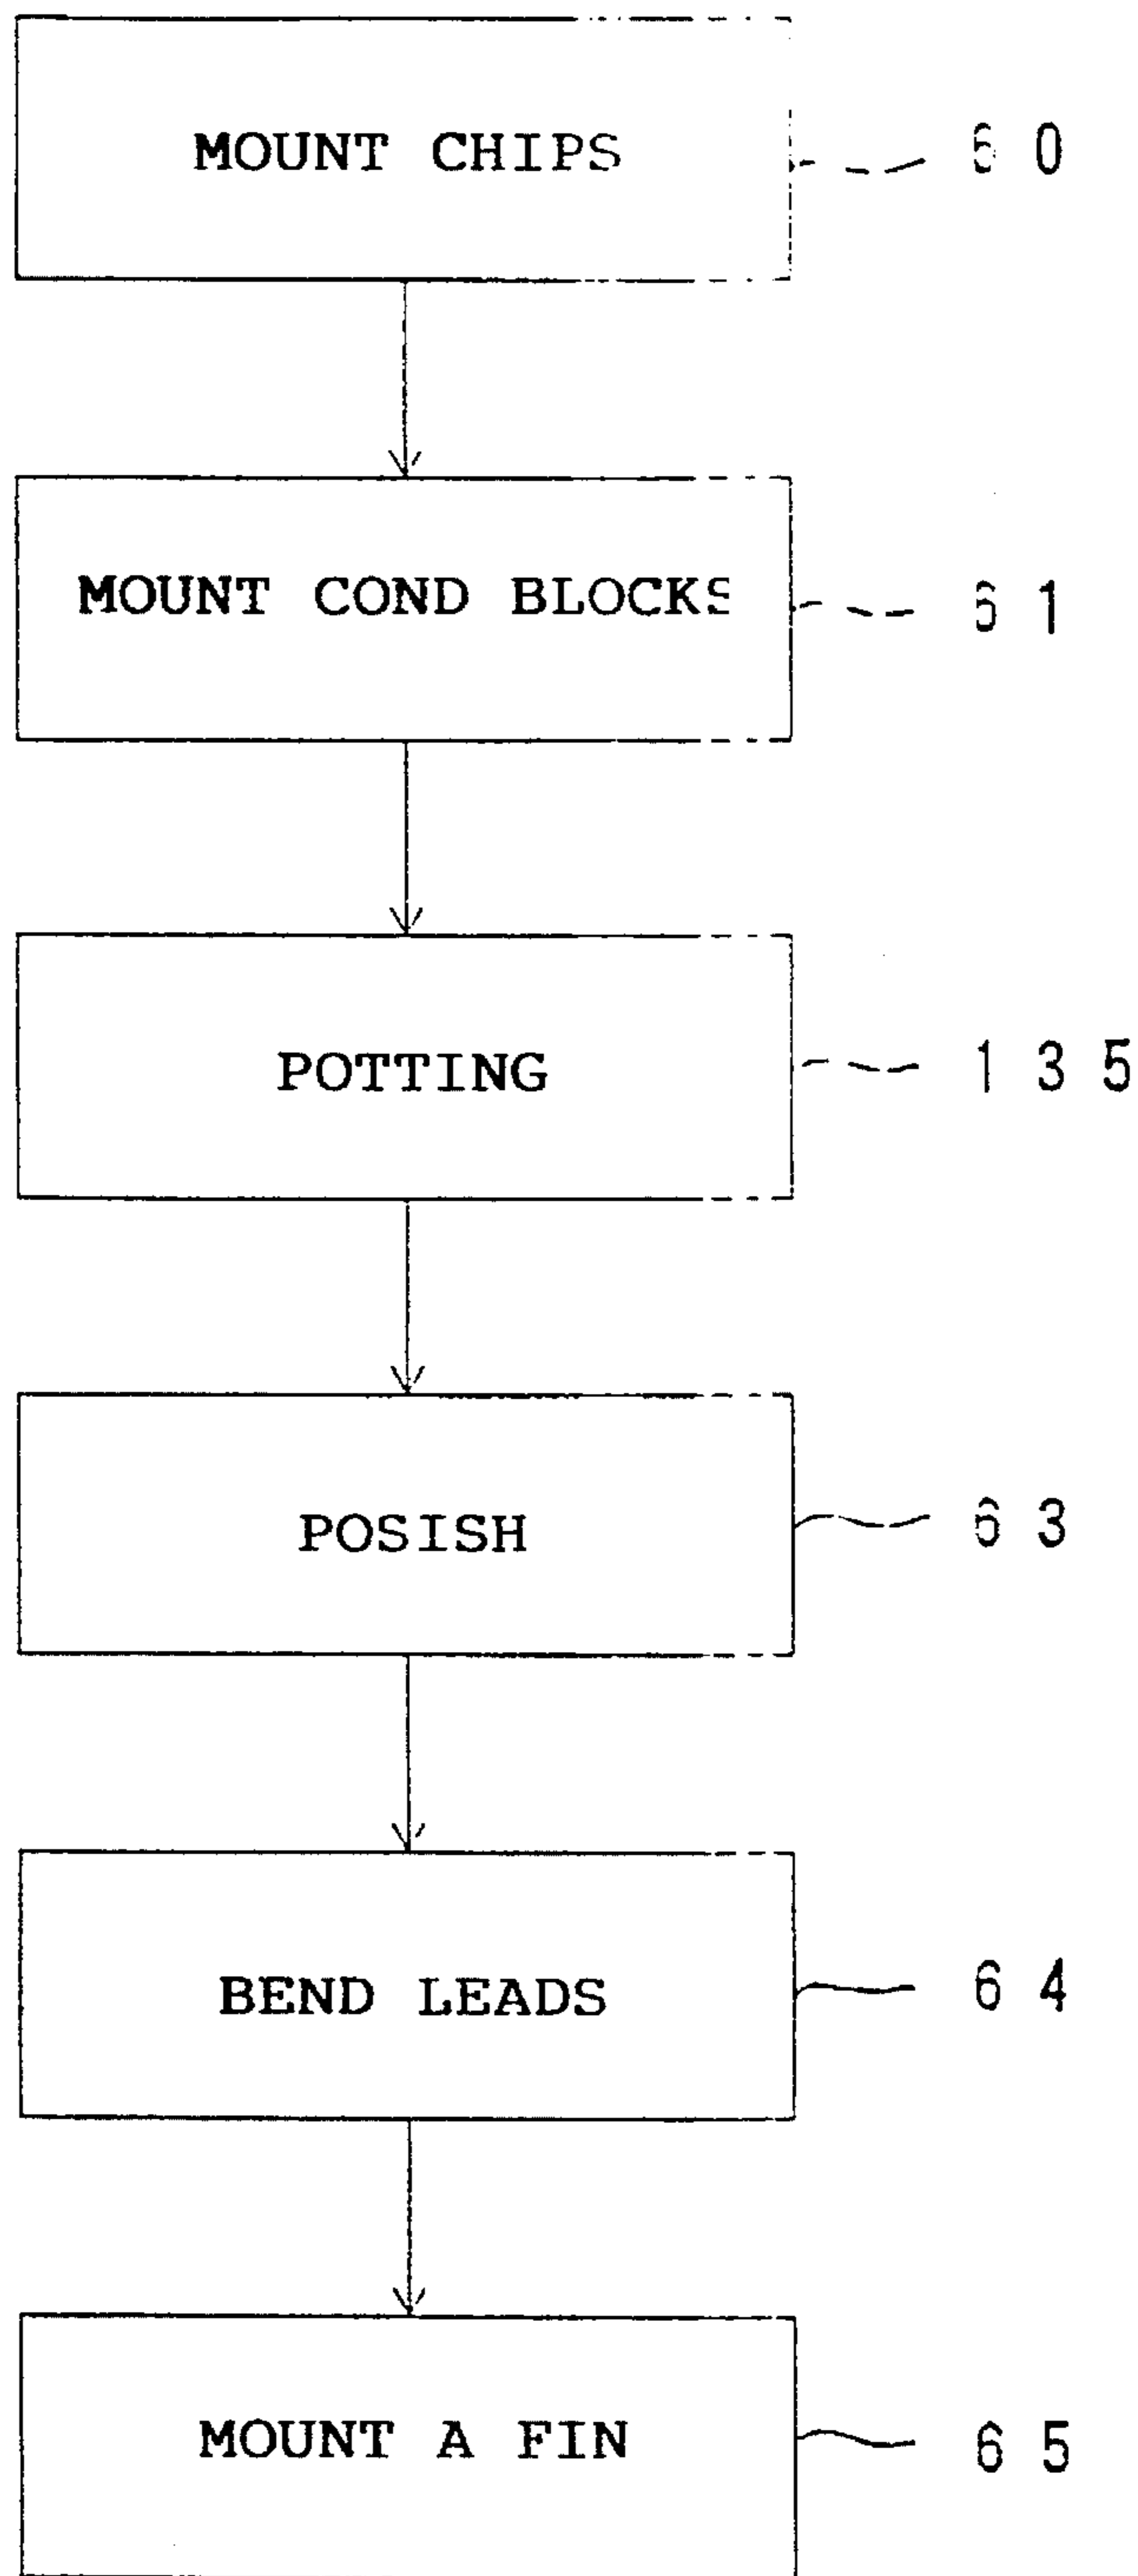 MOUNT CHIPS
60
MOUNT COND BLOCKS
61
POTTING
135
POSISH
63
BEND LEADS
64
MOUNT A FIN
65